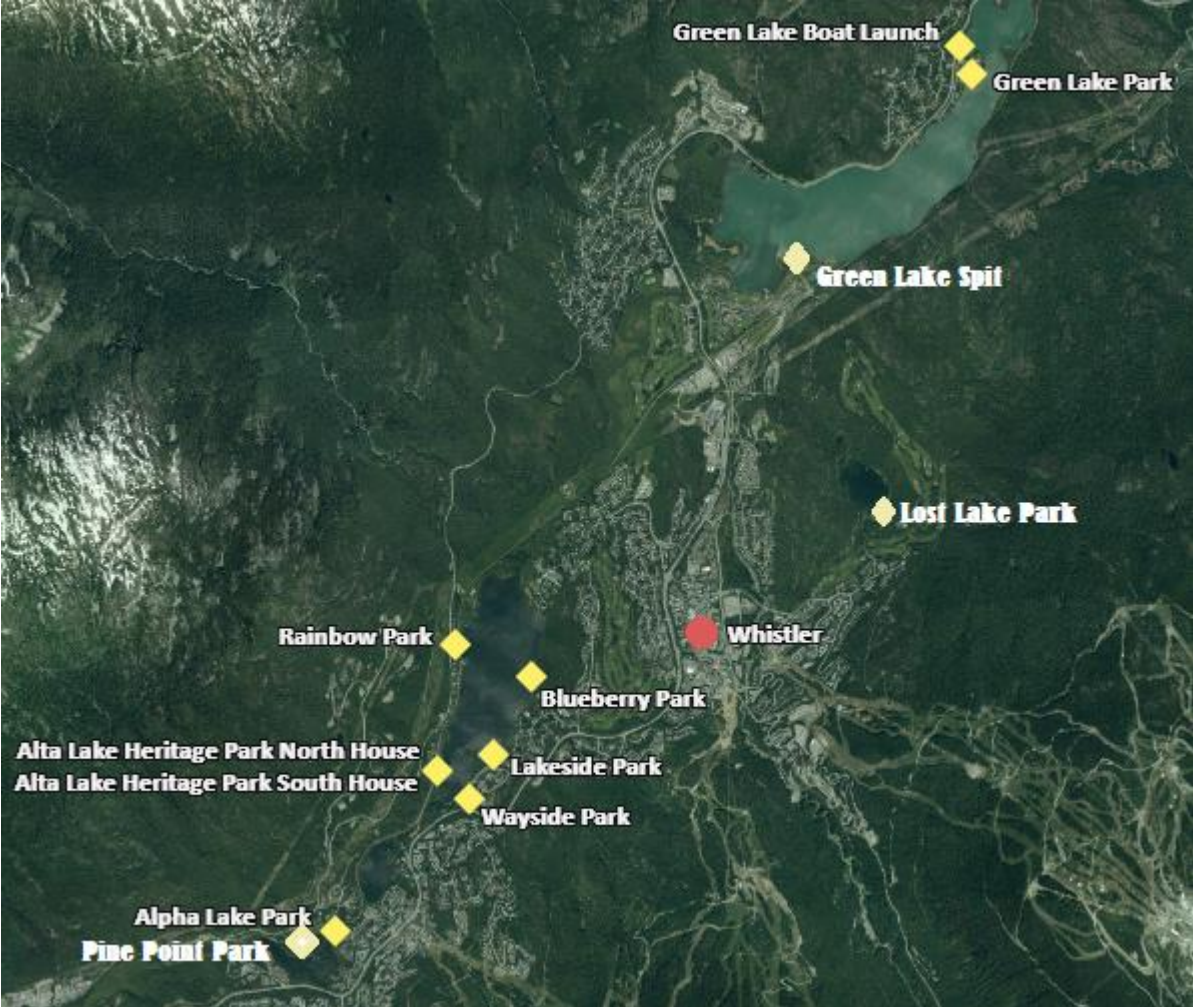 Green Lake Boat Launch
Green Lake Park
Green Lake Spit
Lost Lake Park
Rainbow Park
Whistler
Blueberry Park
Alta Lake Heritage Park North House
Lakeside Park
Alta Lake Heritage Park South House
Wayside Park
Alpha Lake Park
Pine Point Park